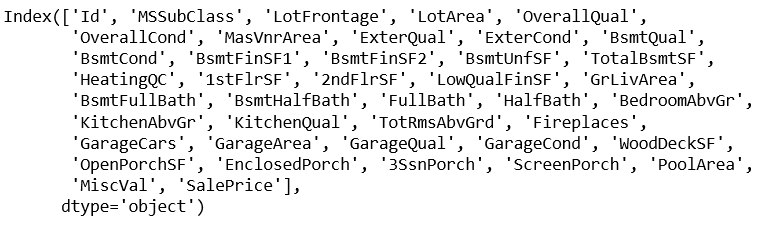 Index(['Id', 'MSSubClass', 'LotFrontage', 'LotArea', 'OverallQual',
'OverallCond', 'MasVnrArea', 'ExterQual', 'ExterCond', 'BsmtQual',
'BsmtCond', 'BsmtFinSF1', 'BsmtFinSF2', 'BsmtUnfSF', 'TotalBsmtSF',
'HeatingQC', '1stFlrSF', '2ndFlrSF', 'LowQualFinSF', 'GrLivArea',
'BsmtFullBath', 'BsmtHalfBath', 'FullBath', 'HalfBath', 'BedroomAbvGr',
'KitchenAbvGr', 'KitchenQual', 'TotRmsAbvGrd', 'Fireplaces',
'GarageCars', 'GarageArea', 'GarageQual', 'GarageCond', 'WoodDeckSF',
'OpenPorchSF', 'EnclosedPorch', '3SsnPorch', 'ScreenPorch', 'PoolArea',
'MiscVal', 'SalePrice'],
dtype='object')